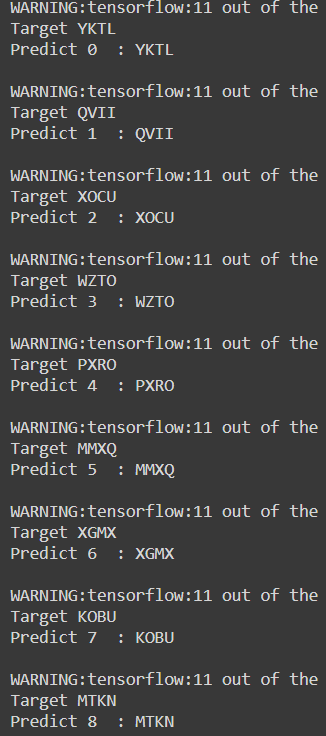 WARNING:tensorflow:11 out of the
Target YKTL
Predict 0  : YKTL
WARNING:tensorflow:11 out of the
Target QVII
Predict 1  : QVII
WARNING:tensorflow:11 out of the
Target XOCU
Predict 2  : XOCU
WARNING:tensorflow:11 out of the
Target WZTO
Predict 3  : WZTO
WARNING:tensorflow:11 out of the
Target PXRO
Predict 4  : PXRO
WARNING:tensorflow:11 out of the
Target MMXQ
Predict 5  : MMXQ
WARNING:tensorflow:11 out of the
Target XGMX
Predict 6  : XGMX
WARNING:tensorflow:11 out of the
Target KOBU
Predict 7  : KOBU
WARNING:tensorflow:11 out of the
Target MTKN
Predict 8  : MTKN